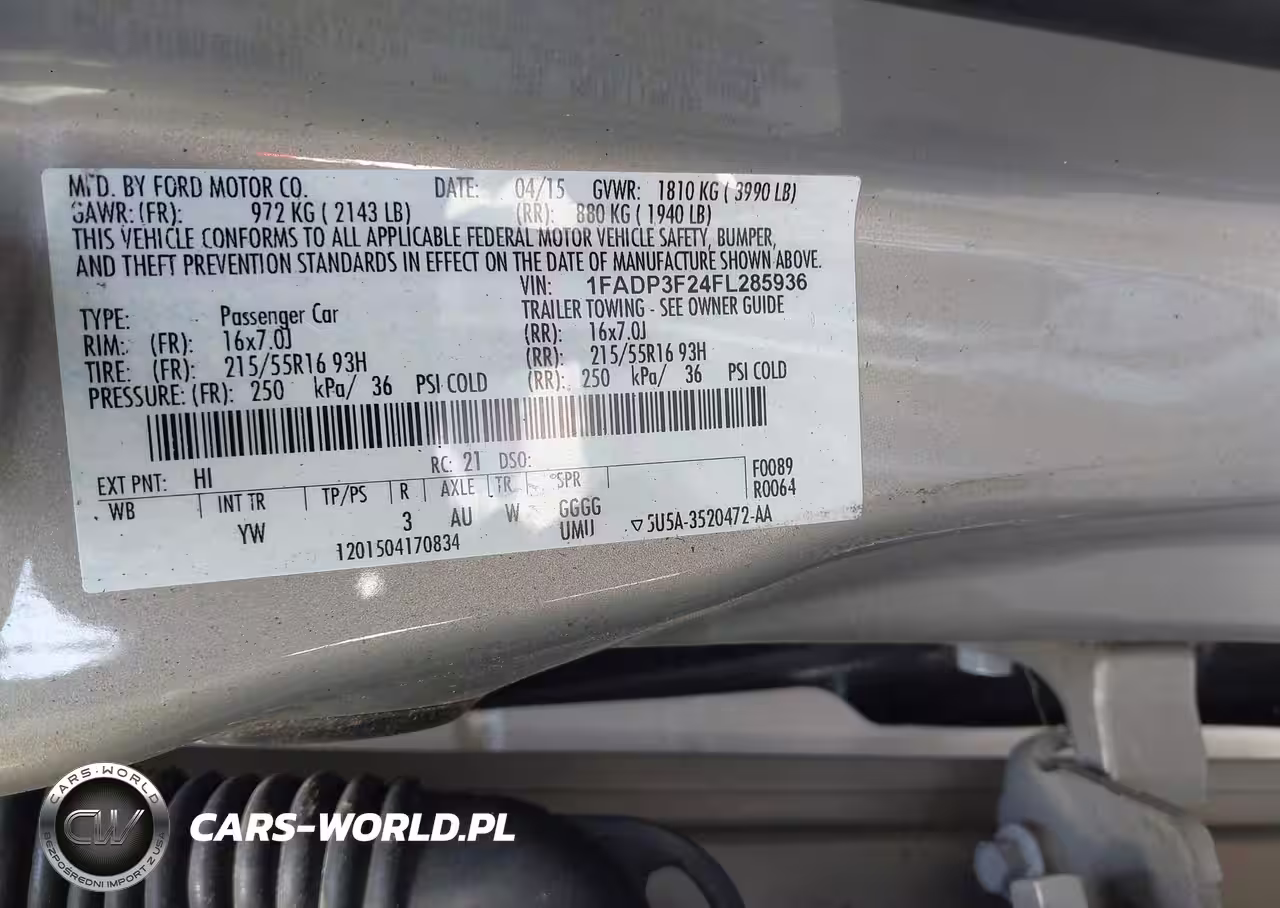 MFD. BY FORD MOTOR CO. DATE: 04/15 GVWR: 1810 KG ( 3990 LB)
GAWR: (FR): 972 KG ( 2143 LB) (RR): 880 KG ( 1940 LB)
THIS VEHICLE CONFORMS TO ALL APPLICABLE FEDERAL MOTOR VEHICLE SAFETY, BUMPER,
AND THEFT PREVENTION STANDARDS IN EFFECT ON THE DATE OF MANUFACTURE SHOWN ABOVE.
VIN: 1FADP3F24FL285936
TYPE: Passenger Car TRAILER TOWING - SEE OWNER GUIDE
RIM: (FR): 16x7.0J (RR): 16x7.0J
TIRE: (FR): 215/55R16 93H (RR): 215/55R16 93H
PRESSURE: (FR): 250 kPa/ 36 PSI COLD (RR): 250 kPa/ 36 PSI COLD
EXT PNT: HI RC: 21 DSO: F0089
WB INT TR TP/PS R AXLE TR SPR R0064
YW 3 AU W GGGG
1201504170834 UMU ▽ 5U5A-3520472-AA
CARS-WORLD
CW
BEZPOŚREDNI IMPORT Z USA
CARS-WORLD.PL